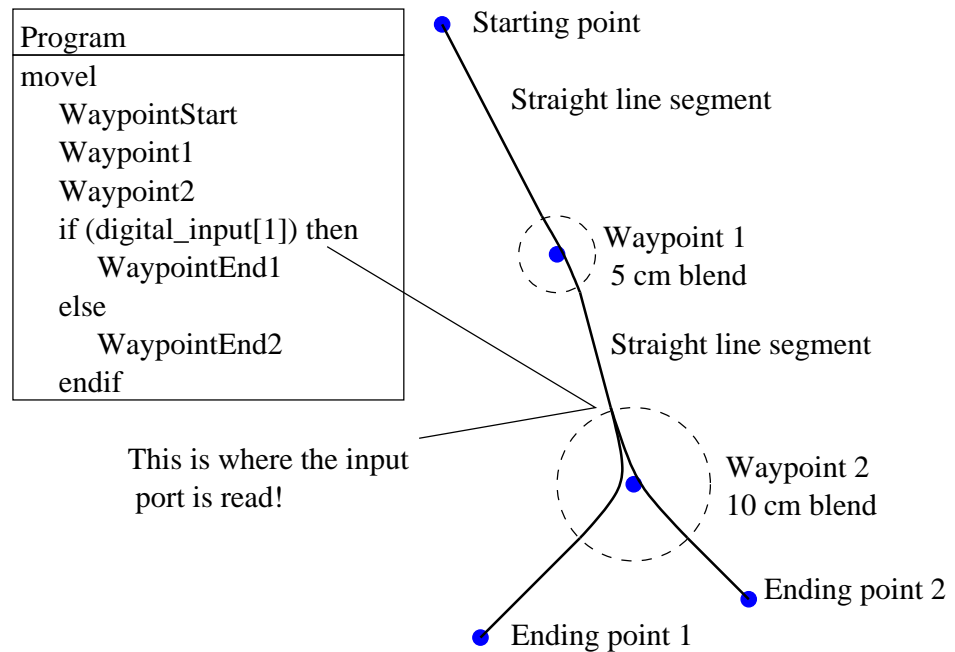 Program
movel
WaypointStart
Waypoint1
Waypoint2
if (digital_input[1]) then
WaypointEnd1
else
WaypointEnd2
endif
This is where the input
port is read!
Starting point
Straight line segment
Waypoint 1
5 cm blend
Straight line segment
Waypoint 2
10 cm blend
Ending point 2
Ending point 1